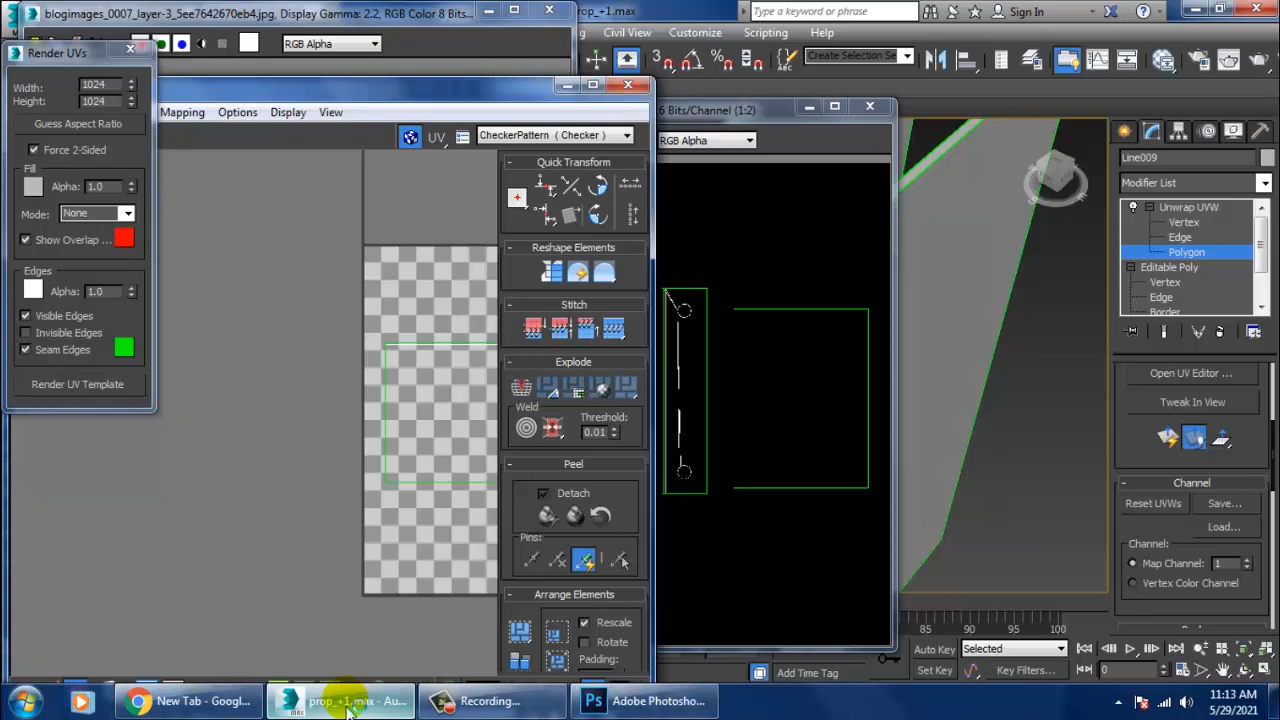 blogimages_0007_layer-3_5ee7642670eb4.jpg, Display Gamma: 2.2, RGB Color 8 Bits...
prop_+1.max
Type a keyword or phrase
Sign In
Render UVs
RGB Alpha
Civil View
Customize
Scripting
Create Selection Se
Width:
1024
Height:
1024
Guess Aspect Ratio
Force 2-Sided
Fill
Alpha:
1.0
Mode:
None
Show Overlap ...
Edges
Alpha:
1.0
Visible Edges
Invisible Edges
Seam Edges
Render UV Template
Mapping
Options
Display
View
UV
CheckerPattern ( Checker )
Quick Transform
Reshape Elements
Stitch
Explode
Weld
Threshold:
0.01
Peel
Detach
Pins:
Arrange Elements
Rescale
Rotate
Padding:
6 Bits/Channel (1:2)
RGB Alpha
Line009
Modifier List
Unwrap UVW
Vertex
Edge
Polygon
Editable Poly
Vertex
Edge
Border
Open UV Editor ...
Tweak In View
Channel
Reset UVWs
Save...
Load...
Channel:
Map Channel:
1
Vertex Color Channel
85
90
95
100
Auto Key
Selected
Set Key
Key Filters...
0
Add Time Tag
New Tab - Googl...
prop_+1.max - Au...
Recording...
Adobe Photosho...
11:13 AM
5/29/2021